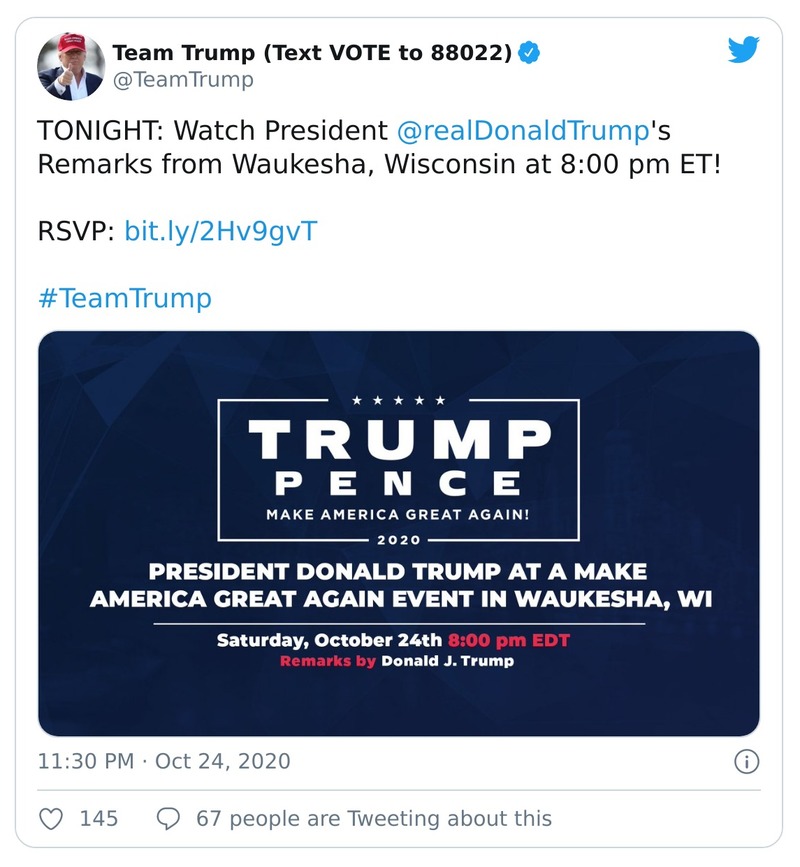 Team Trump (Text VOTE to 88022)
@TeamTrump
TONIGHT: Watch President @realDonaldTrump's
Remarks from Waukesha, Wisconsin at 8:00 pm ET!
RSVP: bit.ly/2Hv9gvT
#TeamTrump
TRUMP
PENCE
MAKE AMERICA GREAT AGAIN!
2020
PRESIDENT DONALD TRUMP AT A MAKE
AMERICA GREAT AGAIN EVENT IN WAUKESHA, WI
Saturday, October 24th 8:00 pm EDT
Remarks by Donald J. Trump
11:30 PM · Oct 24, 2020
145 67 people are Tweeting about this